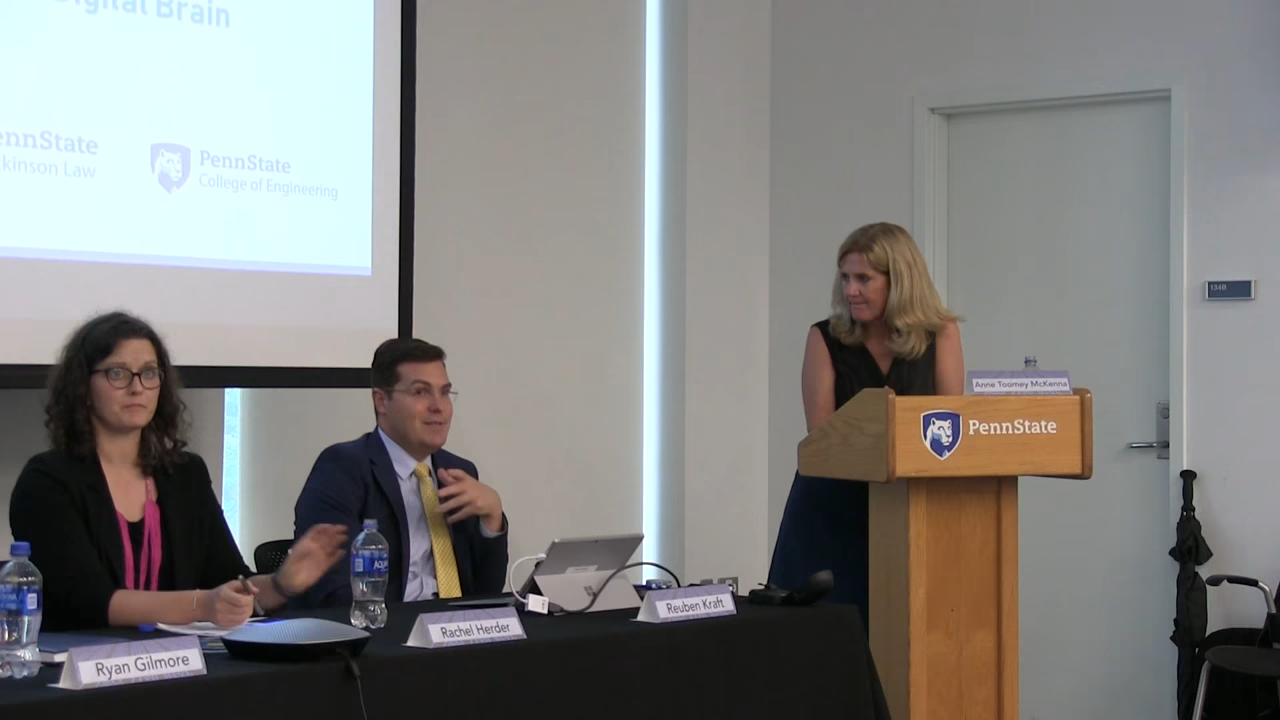 Digital Brain
PennState
Dickinson Law
PennState
College of Engineering
134B
Anne Toomey McKenna
PennState
Reuben Kraft
Rachel Herder
Ryan Gilmore